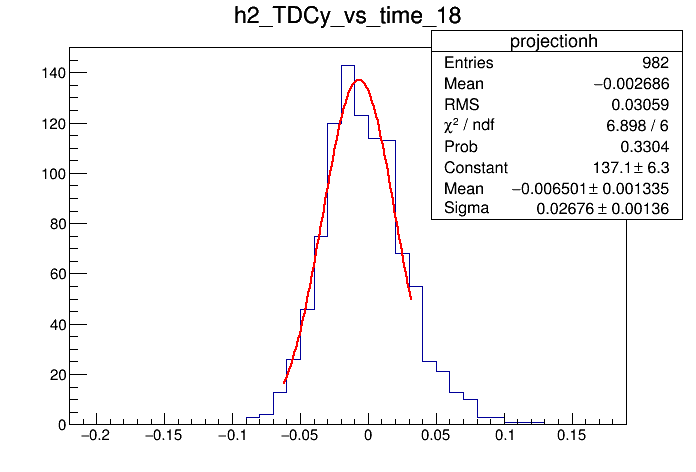 h2_TDCy_vs_time_18
projectionh
Entries 982
Mean −0.002686
RMS 0.03059
χ² / ndf 6.898 / 6
Prob 0.3304
Constant 137.1 ± 6.3
Mean −0.006501 ± 0.001335
Sigma 0.02676 ± 0.00136
140
120
100
80
60
40
20
0
−0.2 −0.15 −0.1 −0.05 0 0.05 0.1 0.15